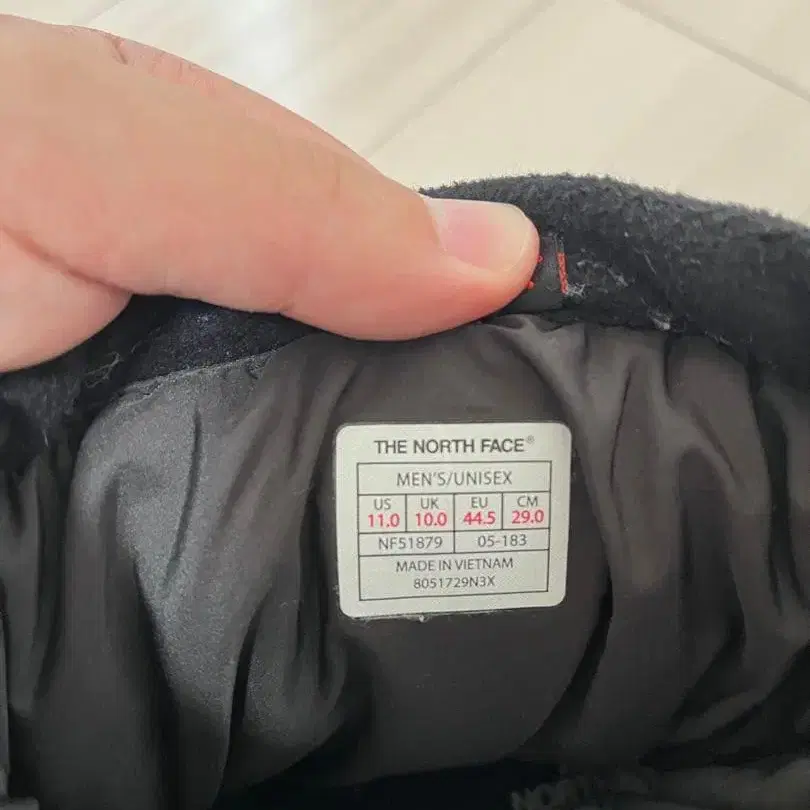 THE NORTH FACE®
MEN'S/UNISEX
US UK EU CM
11.0 10.0 44.5 29.0
NF51879 05-183
MADE IN VIETNAM
8051729N3X
NORTH